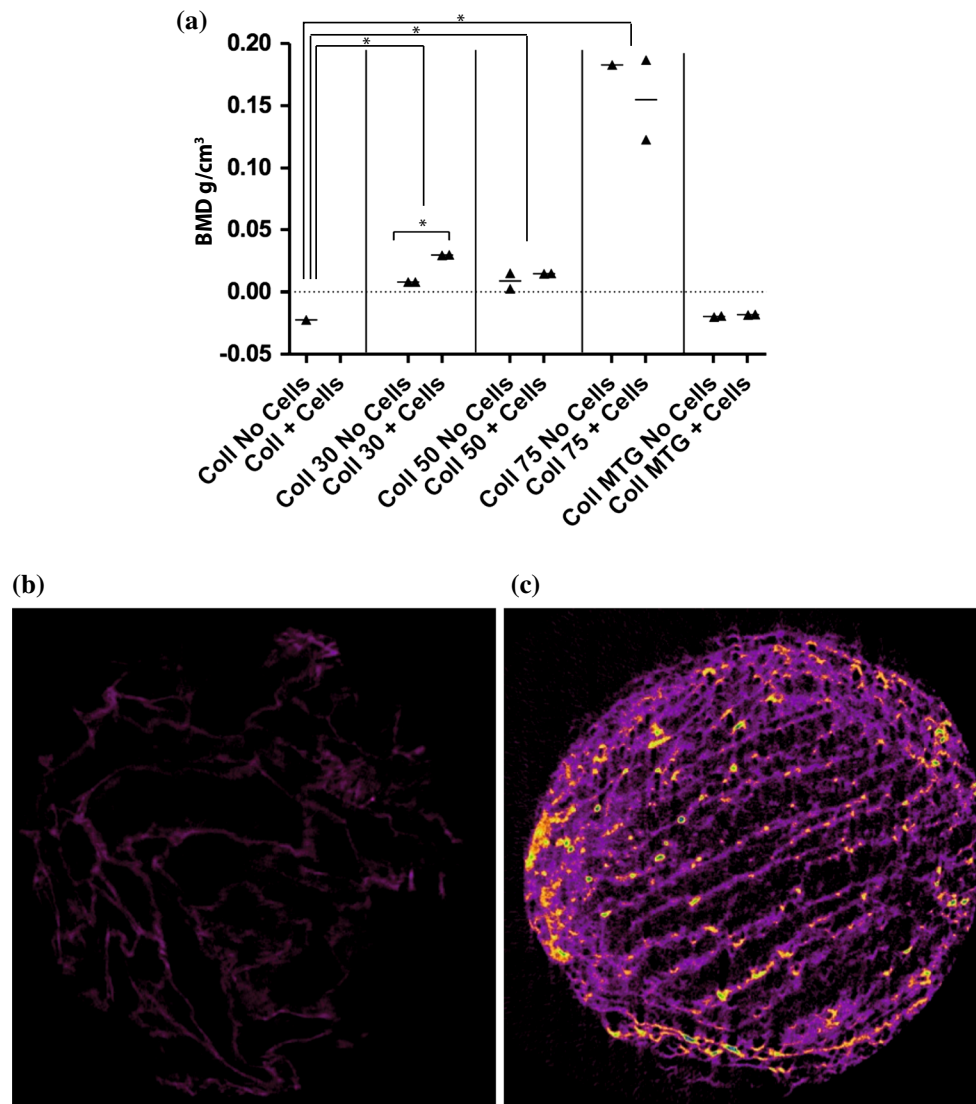 (a)
*
*
*
*
BMD g/cm³
0.20
0.15
0.10
0.05
0.00
-0.05
Coll No Cells
Coll + Cells
Coll 30 No Cells
Coll 30 + Cells
Coll 50 No Cells
Coll 50 + Cells
Coll 75 No Cells
Coll 75 + Cells
Coll MTG No Cells
Coll MTG + Cells
(b)
(c)